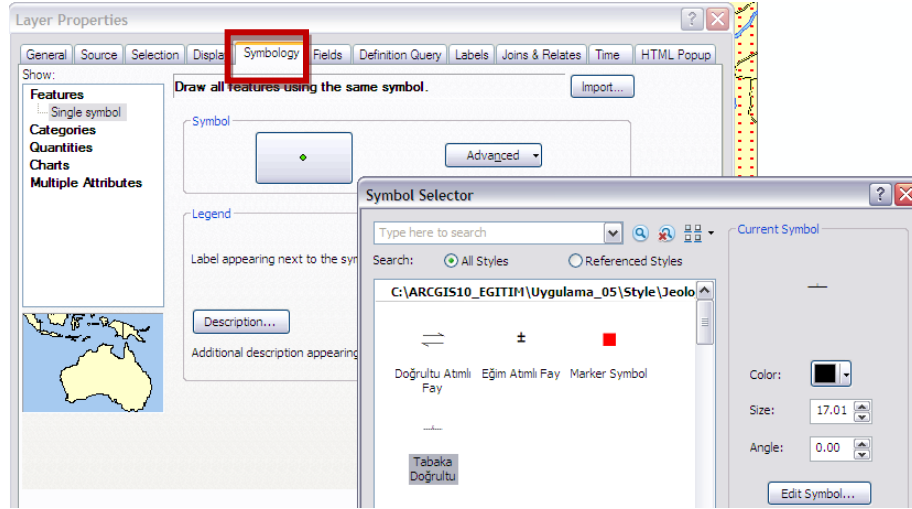 Layer Properties
General Source Selection Display Symbology Fields Definition Query Labels Joins & Relates Time HTML Popup
Show:
Features
Single symbol
Categories
Quantities
Charts
Multiple Attributes
Draw all features using the same symbol.
Import...
Symbol
Advanced
Legend
Label appearing next to the sy
Description...
Additional description appearing
Symbol Selector
Type here to search
Search: All Styles Referenced Styles
C:\ARCGIS10_EGITIM\Uygulama_05\Style\Jeolo
Doğrultu Atımlı
Fay
Eğim Atımlı Fay
Marker Symbol
Tabaka
Doğrultu
Current Symbol
Color:
Size: 17.01
Angle: 0.00
Edit Symbol...